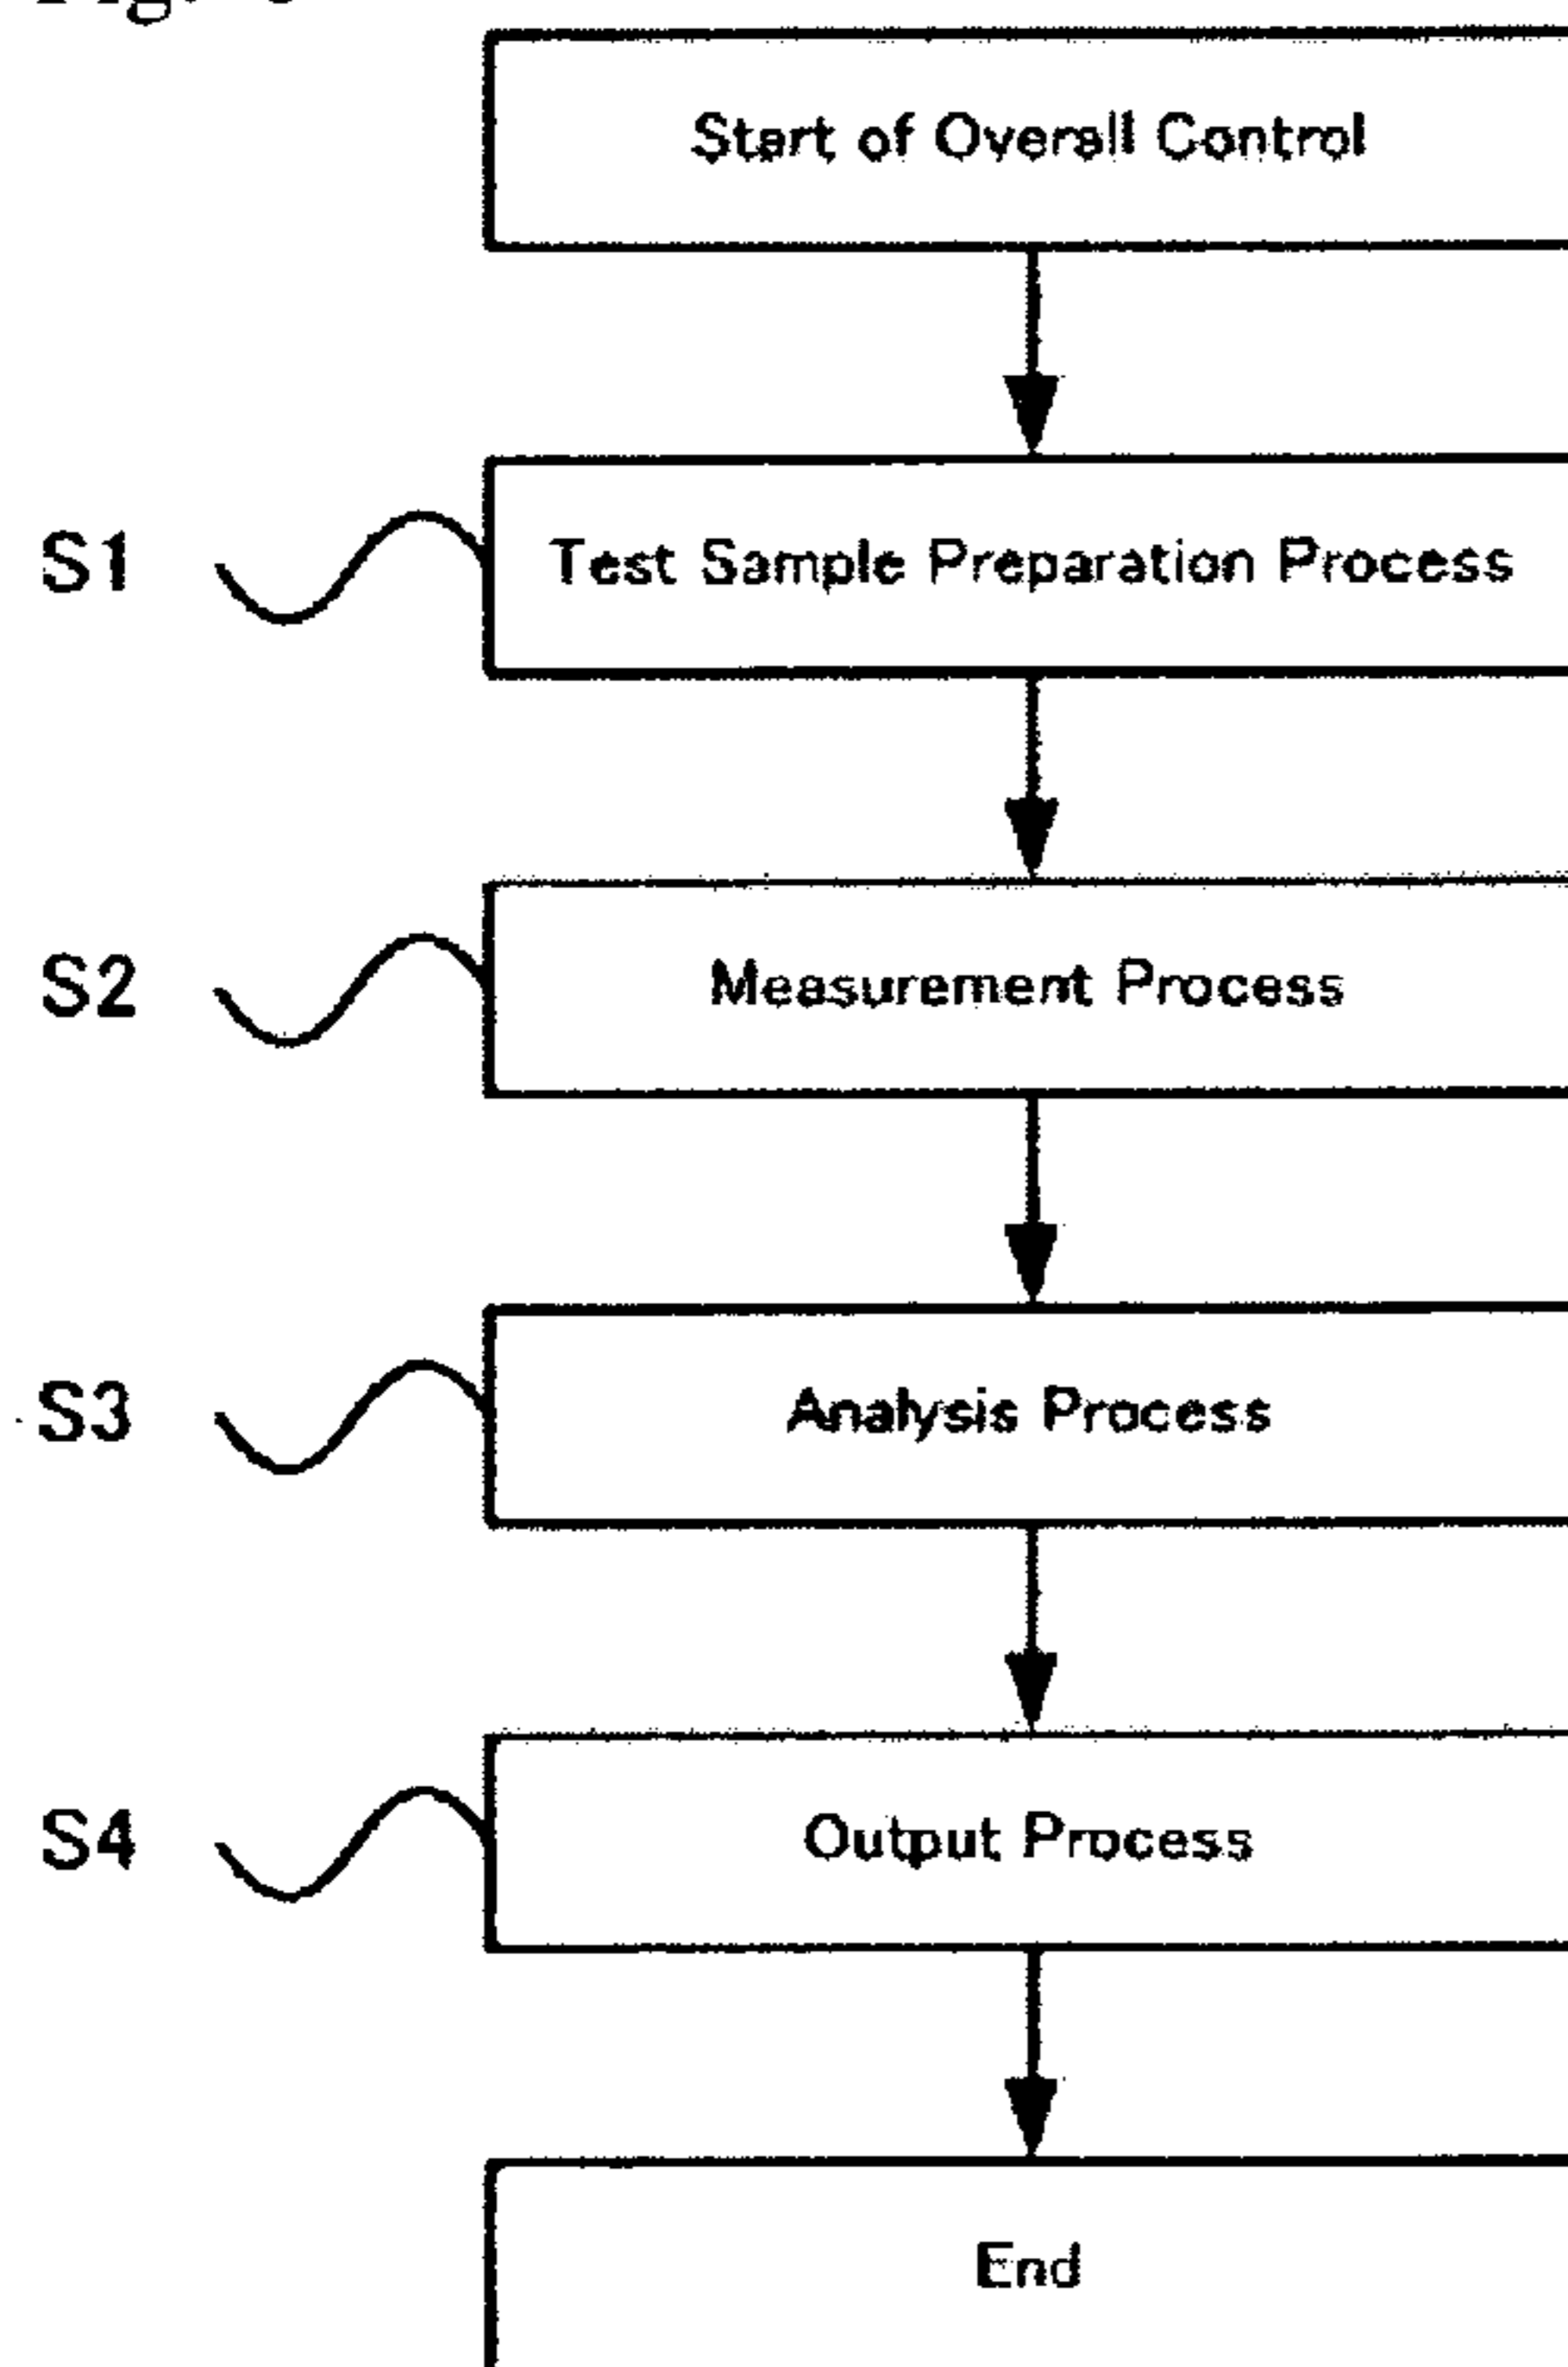 Start of Overall Control
S1 Test Sample Preparation Process
S2 Measurement Process
S3 Analysis Process
S4 Output Process
End